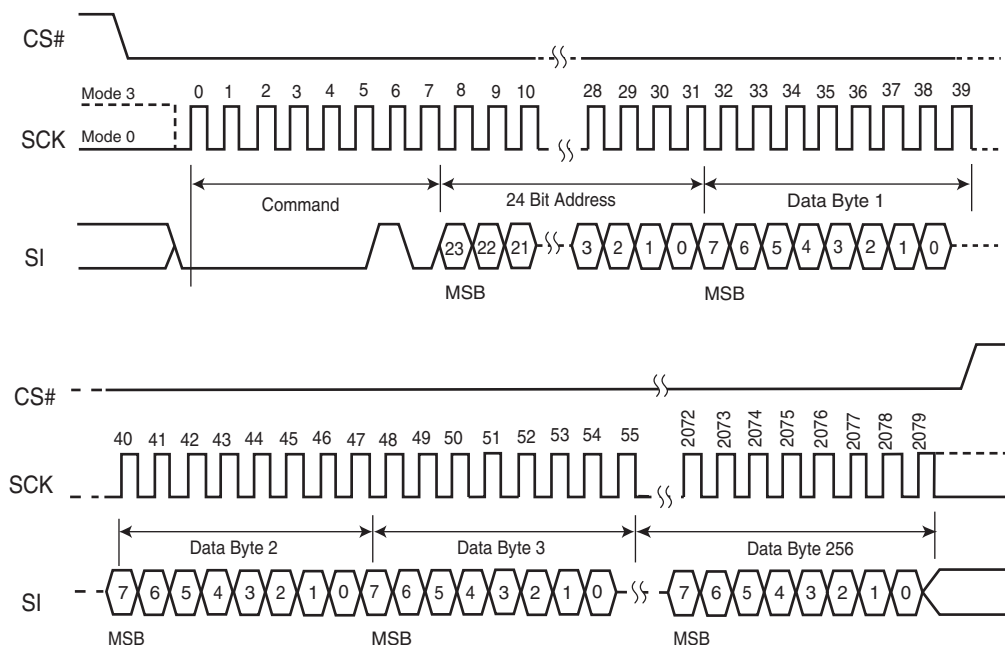 CS#
Mode 3
0 1 2 3 4 5 6 7 8 9 10 28 29 30 31 32 33 34 35 36 37 38 39
SCK
Mode 0
Command 24 Bit Address Data Byte 1
SI
23 22 21 3 2 1 0 7 6 5 4 3 2 1 0
MSB MSB
CS#
40 41 42 43 44 45 46 47 48 49 50 51 52 53 54 55 2072 2073 2074 2075 2076 2077 2078 2079
SCK
Data Byte 2 Data Byte 3 Data Byte 256
SI
7 6 5 4 3 2 1 0 7 6 5 4 3 2 1 0 7 6 5 4 3 2 1 0
MSB MSB MSB